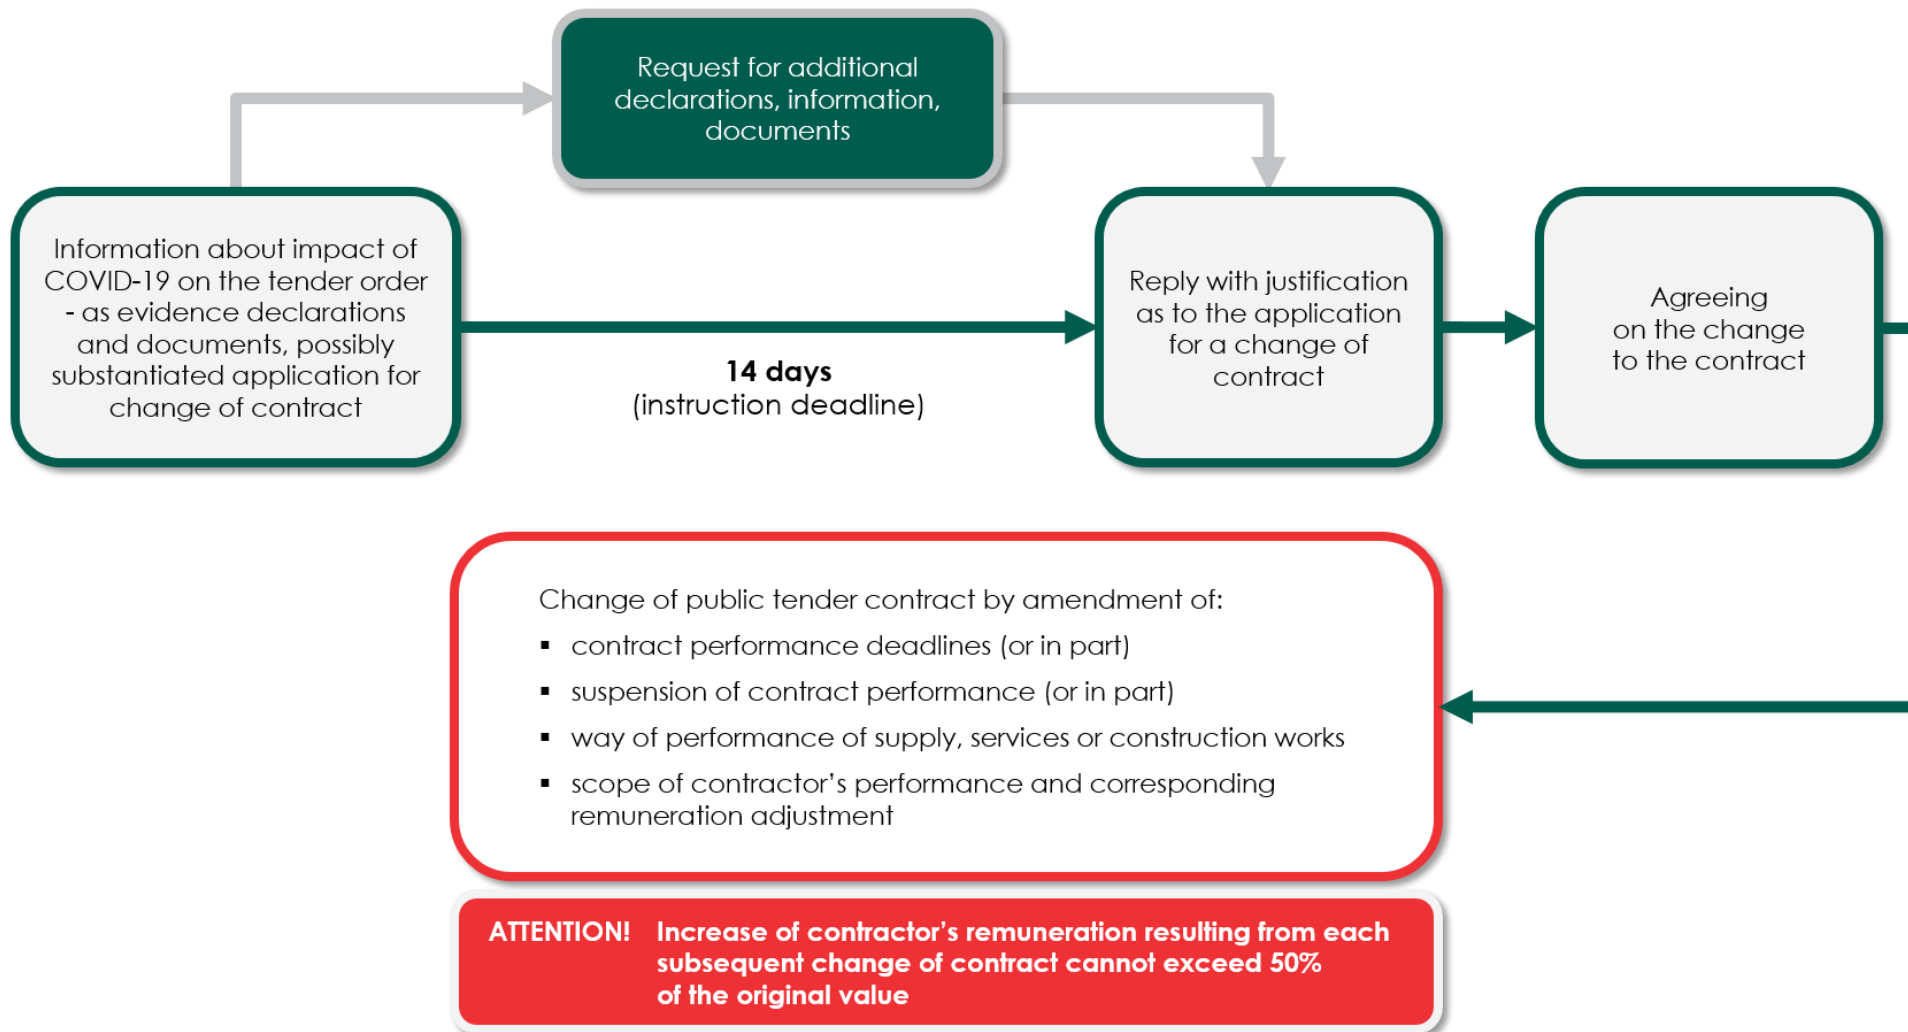 Request for additional
declarations, information,
documents
Information about impact of
COVID-19 on the tender order
- as evidence declarations
and documents, possibly
substantiated application for
change of contract
14 days
(instruction deadline)
Reply with justification
as to the application
for a change of
contract
Agreeing
on the change
to the contract
Change of public tender contract by amendment of:
▪ contract performance deadlines (or in part)
▪ suspension of contract performance (or in part)
▪ way of performance of supply, services or construction works
▪ scope of contractor’s performance and corresponding
remuneration adjustment
ATTENTION! Increase of contractor’s remuneration resulting from each
subsequent change of contract cannot exceed 50%
of the original value